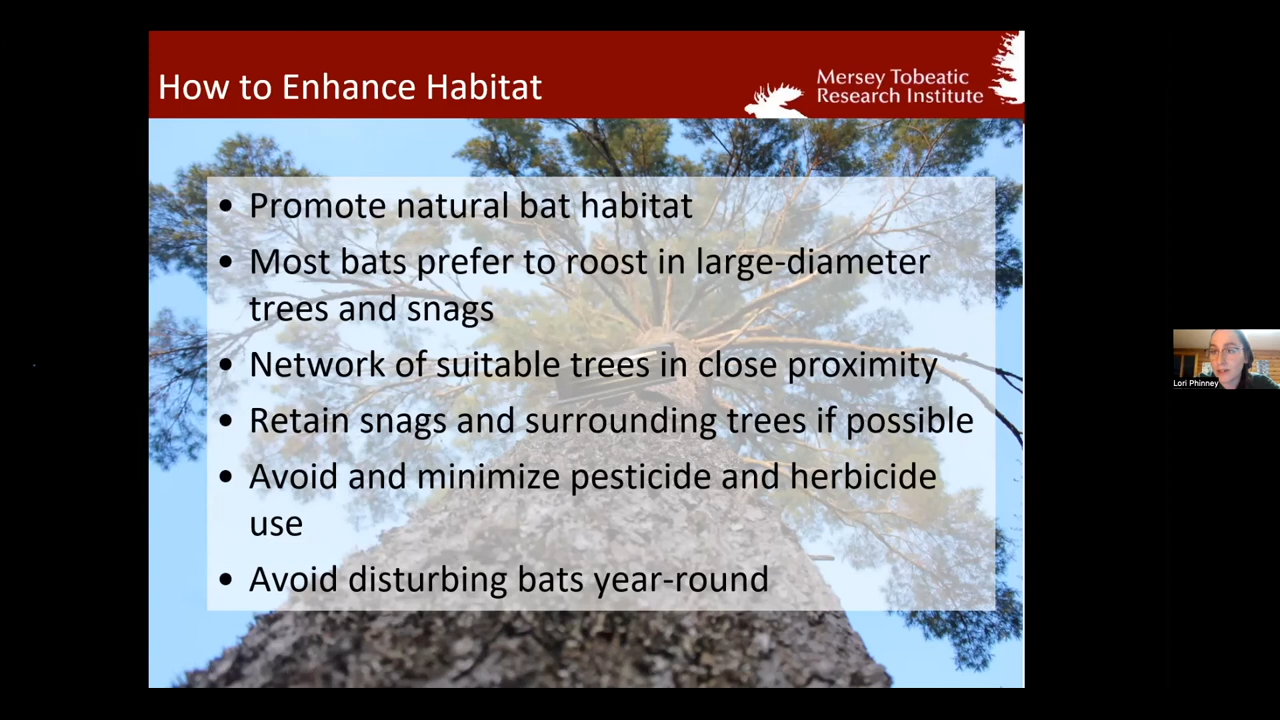 How to Enhance Habitat
Mersey Tobeatic
Research Institute
• Promote natural bat habitat
• Most bats prefer to roost in large-diameter
trees and snags
• Network of suitable trees in close proximity
• Retain snags and surrounding trees if possible
• Avoid and minimize pesticide and herbicide
use
• Avoid disturbing bats year-round
Lori Phinney